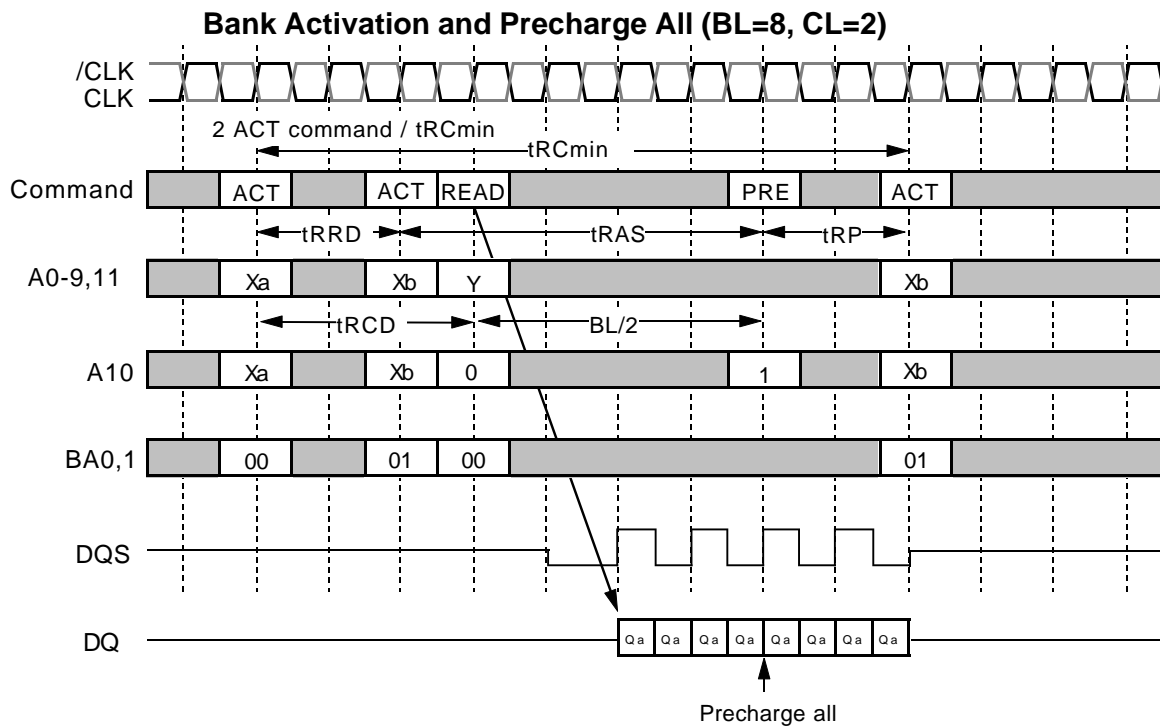 Bank Activation and Precharge All (BL=8, CL=2)
/CLK
CLK
2 ACT command / tRCmin
tRCmin
Command ACT ACT READ PRE ACT
tRRD tRAS tRP
A0-9,11 Xa Xb Y Xb
tRCD BL/2
A10 Xa Xb 0 1 Xb
BA0,1 00 01 00 01
DQS
DQ Qa Qa Qa Qa Qa Qa Qa Qa
Precharge all